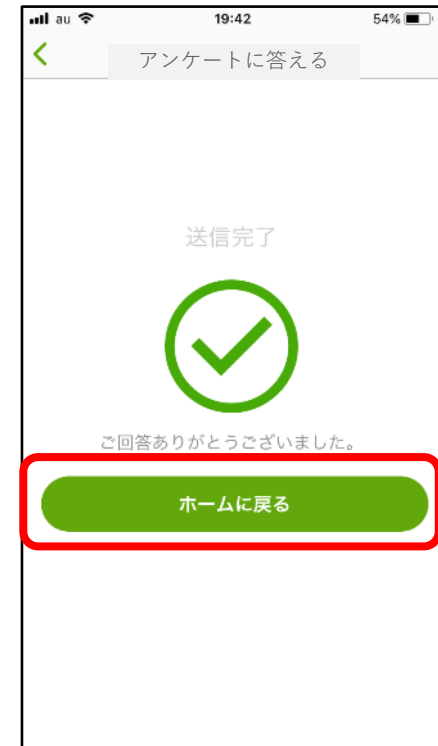 au 19:42 54%
アンケートに答える
送信完了
ご回答ありがとうございました。
ホームに戻る